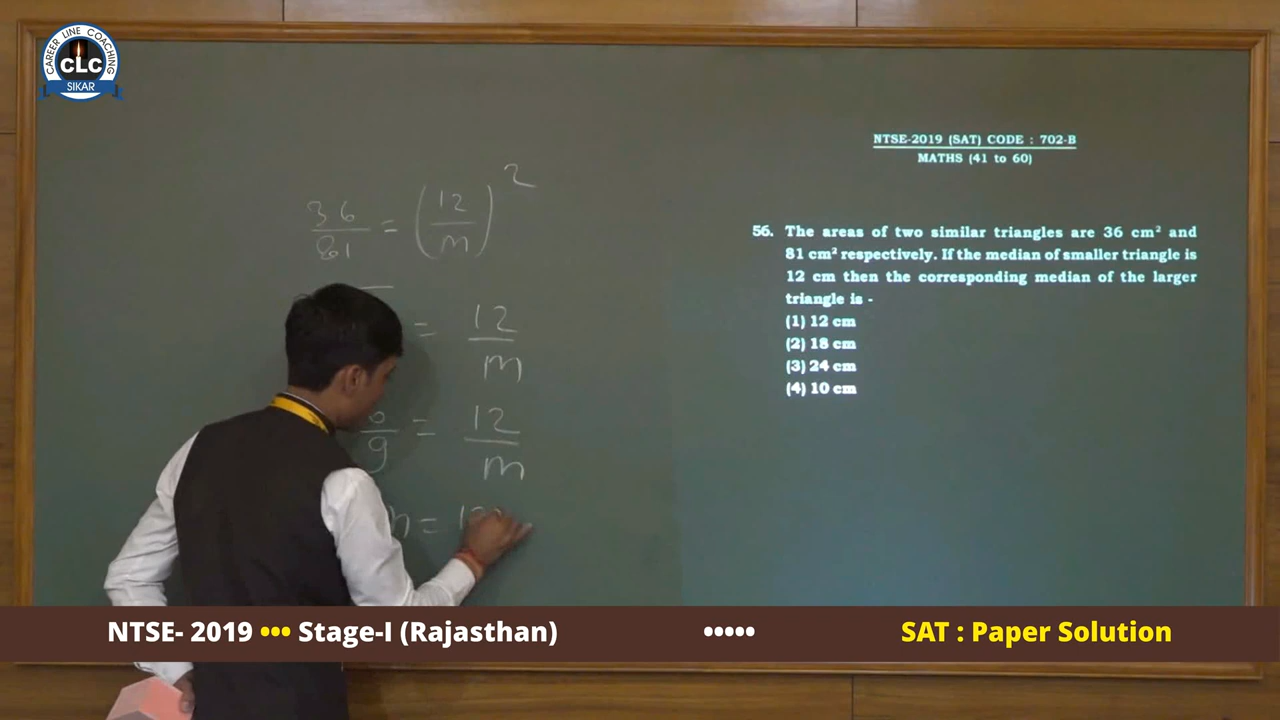 CAREER LINE COACHING
CLC
SIKAR
NTSE-2019 (SAT) CODE : 702-B
MATHS (41 to 60)
56. The areas of two similar triangles are 36 cm² and
81 cm² respectively. If the median of smaller triangle is
12 cm then the corresponding median of the larger
triangle is -
(1) 12 cm
(2) 18 cm
(3) 24 cm
(4) 10 cm
36/81 = (12/m)²
= 12/m
/9 = 12/m
=
NTSE- 2019 ••• Stage-I (Rajasthan) ••••• SAT : Paper Solution